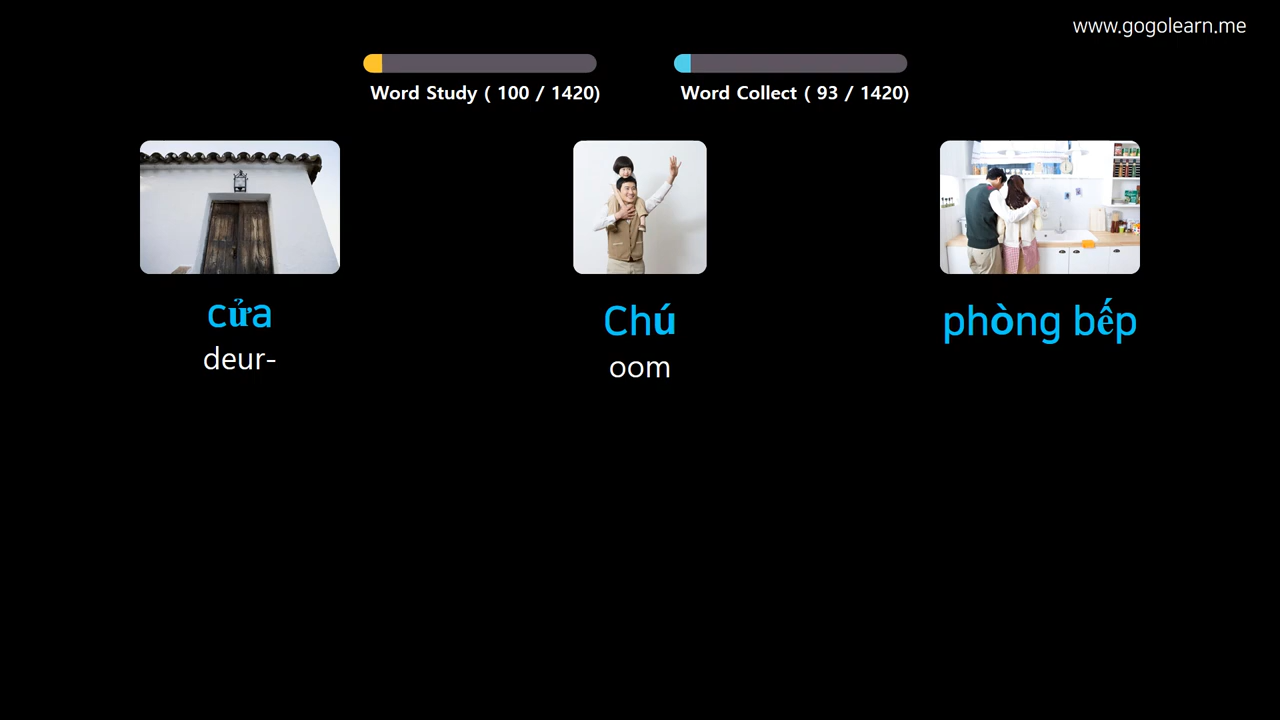 www.gogolearn.me
Word Study ( 100 / 1420)
Word Collect ( 93 / 1420)
cửa
deur-
Chú
oom
phòng bếp